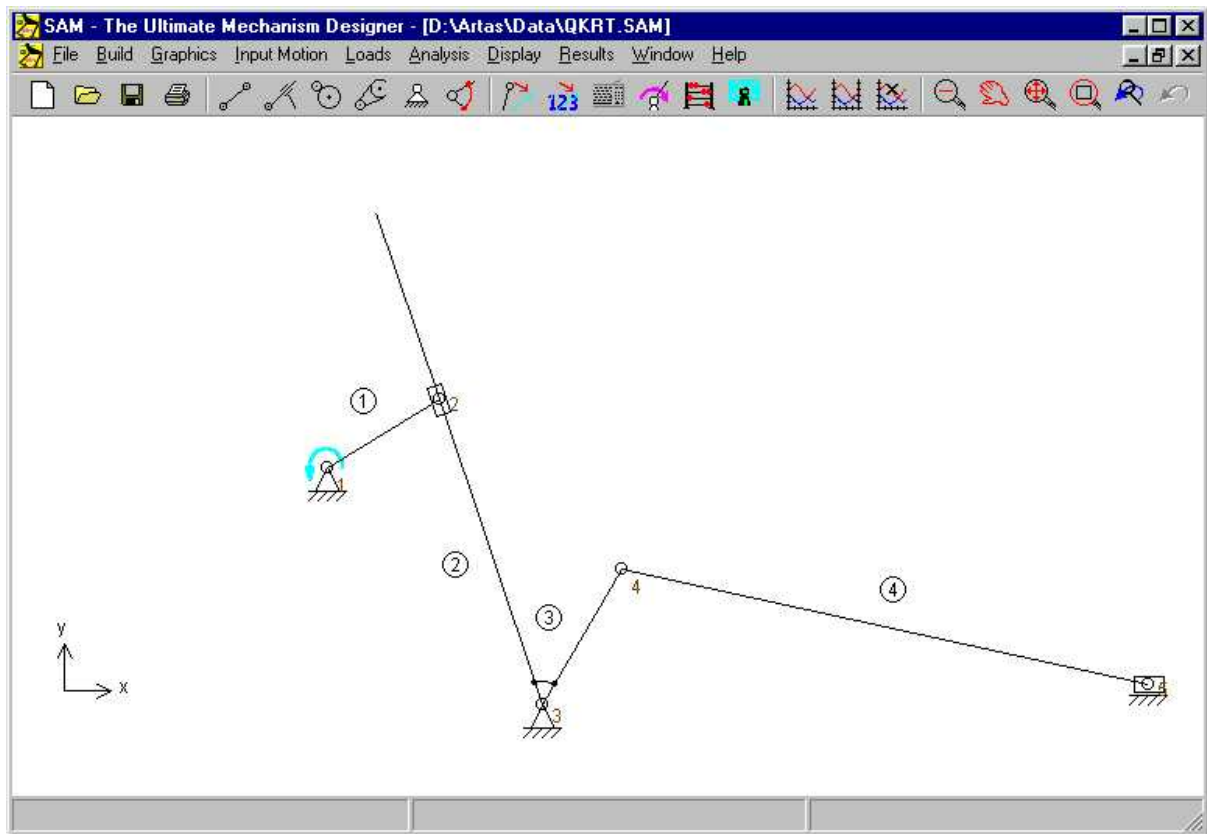 SAM - The Ultimate Mechanism Designer - [D:\Artas\Data\QKRT.SAM]
File Build Graphics Input Motion Loads Analysis Display Results Window Help
123
1
2
1
2
4
3
4
y
x
5
3